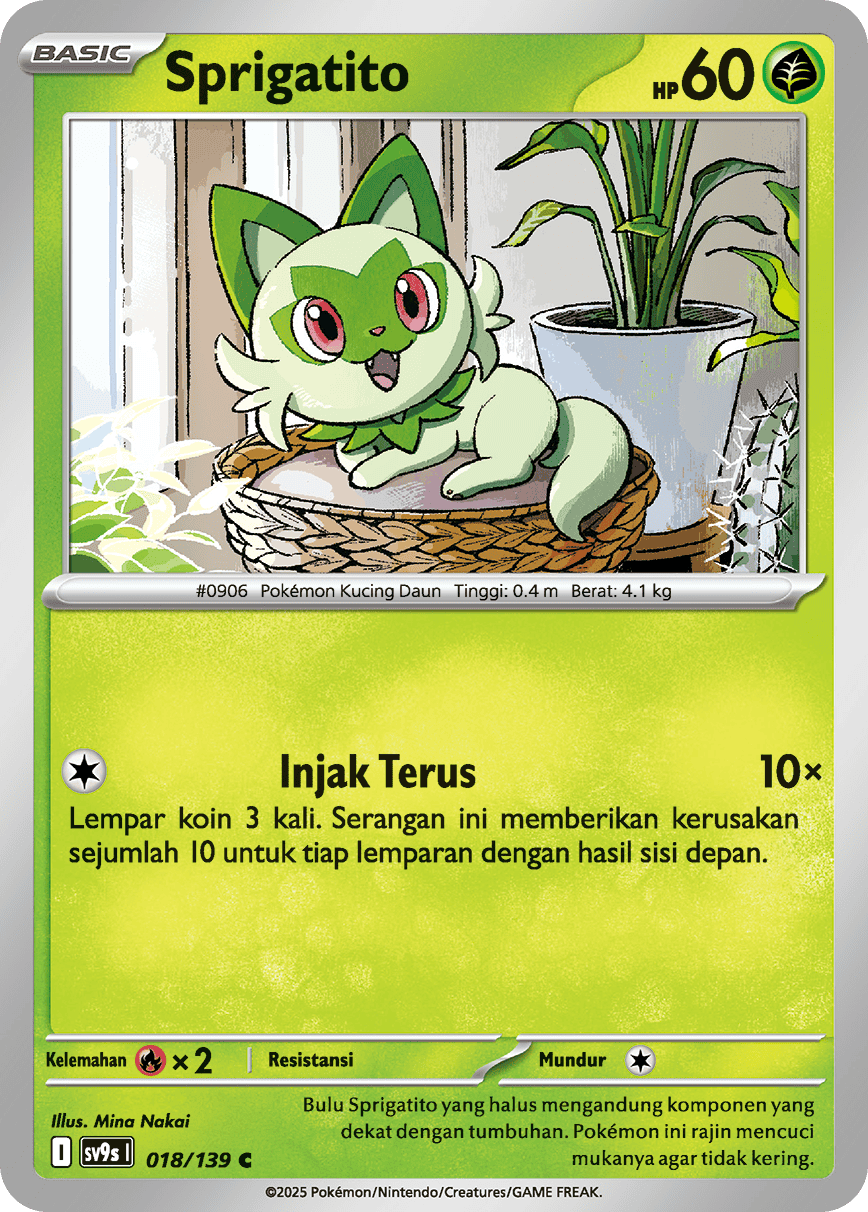 BASIC
Sprigatito
HP 60
#0906 Pokémon Kucing Daun Tinggi: 0.4 m Berat: 4.1 kg
Injak Terus 10×
Lempar koin 3 kali. Serangan ini memberikan kerusakan
sejumlah 10 untuk tiap lemparan dengan hasil sisi depan.
Kelemahan ×2 Resistansi Mundur
Illus. Mina Nakai
Bulu Sprigatito yang halus mengandung komponen yang
dekat dengan tumbuhan. Pokémon ini rajin mencuci
mukanya agar tidak kering.
I sv9s I 018/139 C
©2025 Pokémon/Nintendo/Creatures/GAME FREAK.